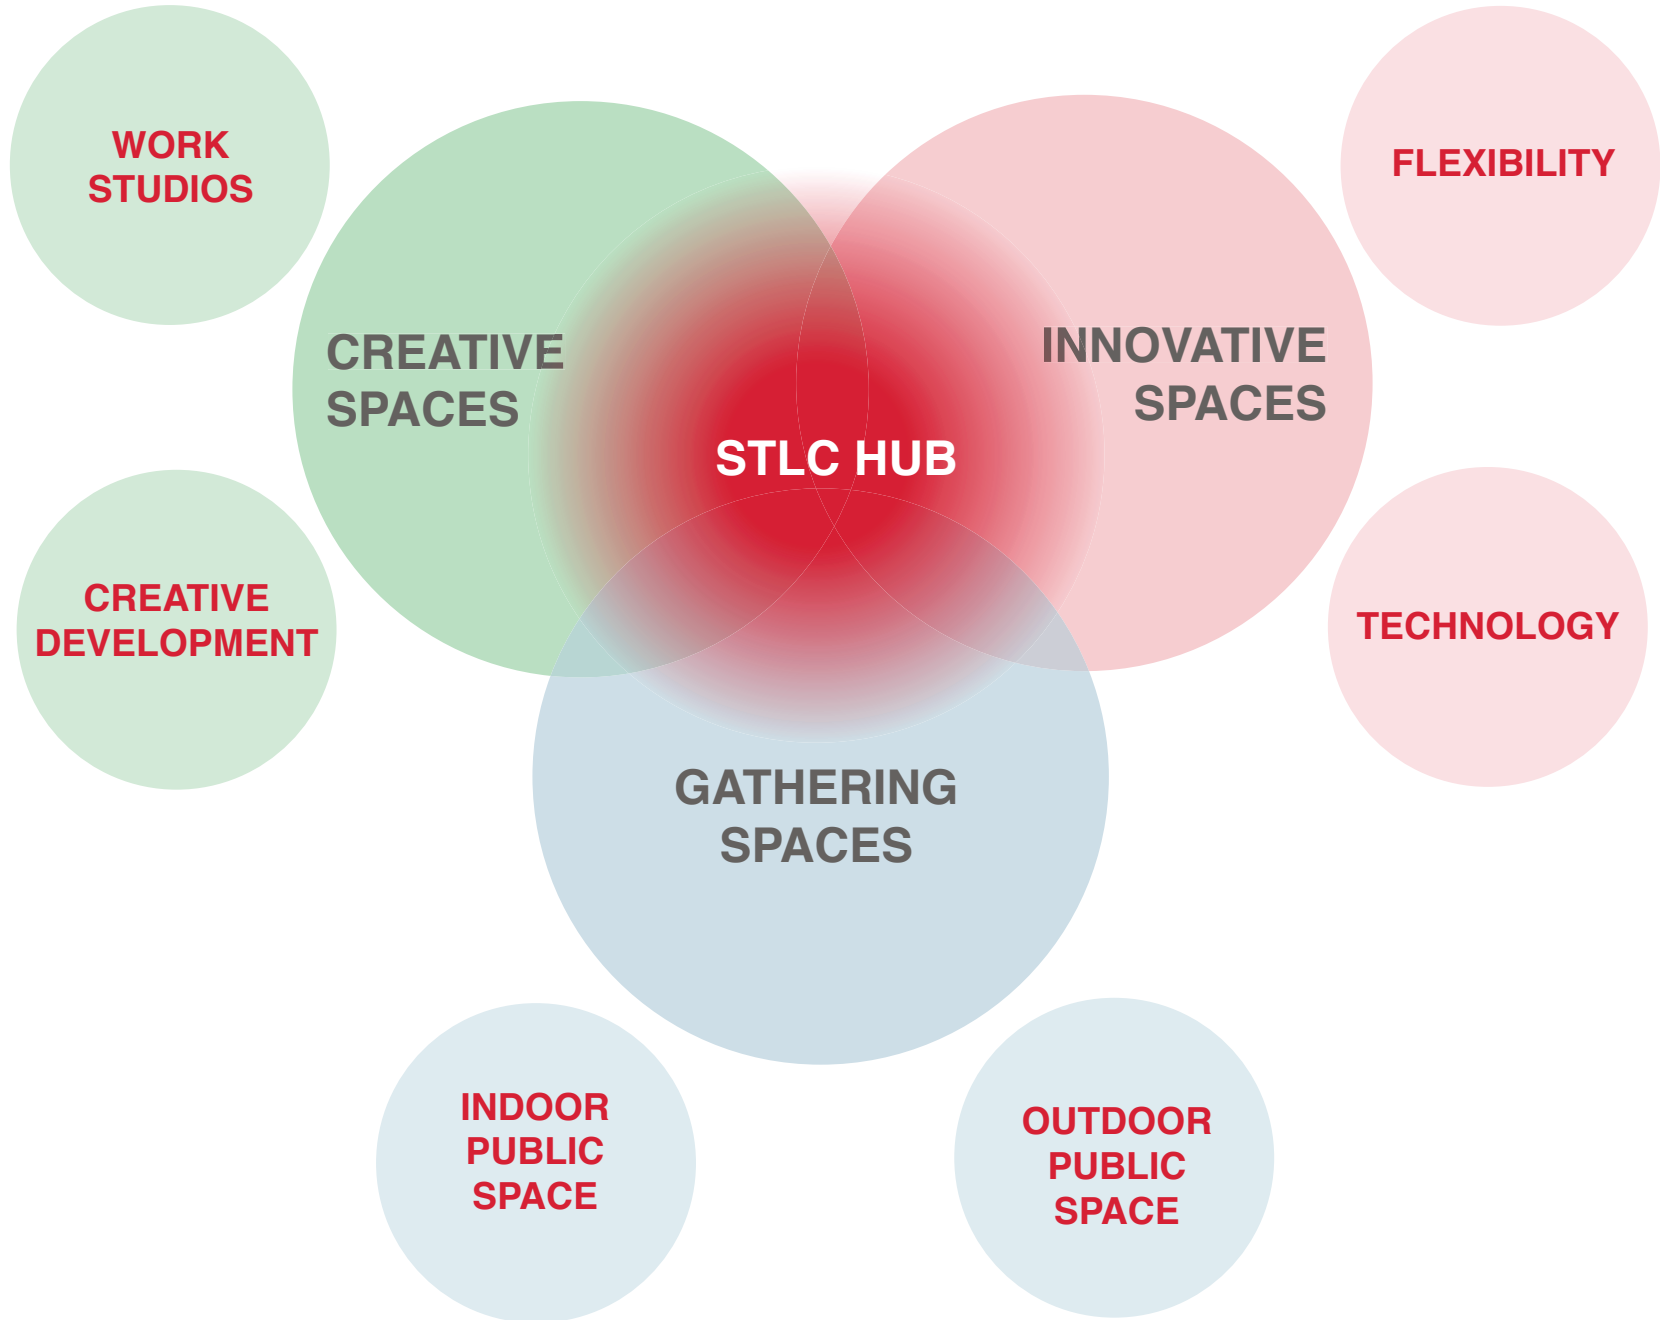 WORK
STUDIOS
FLEXIBILITY
CREATIVE
SPACES
INNOVATIVE
SPACES
STLC HUB
CREATIVE
DEVELOPMENT
TECHNOLOGY
GATHERING
SPACES
INDOOR
PUBLIC
SPACE
OUTDOOR
PUBLIC
SPACE